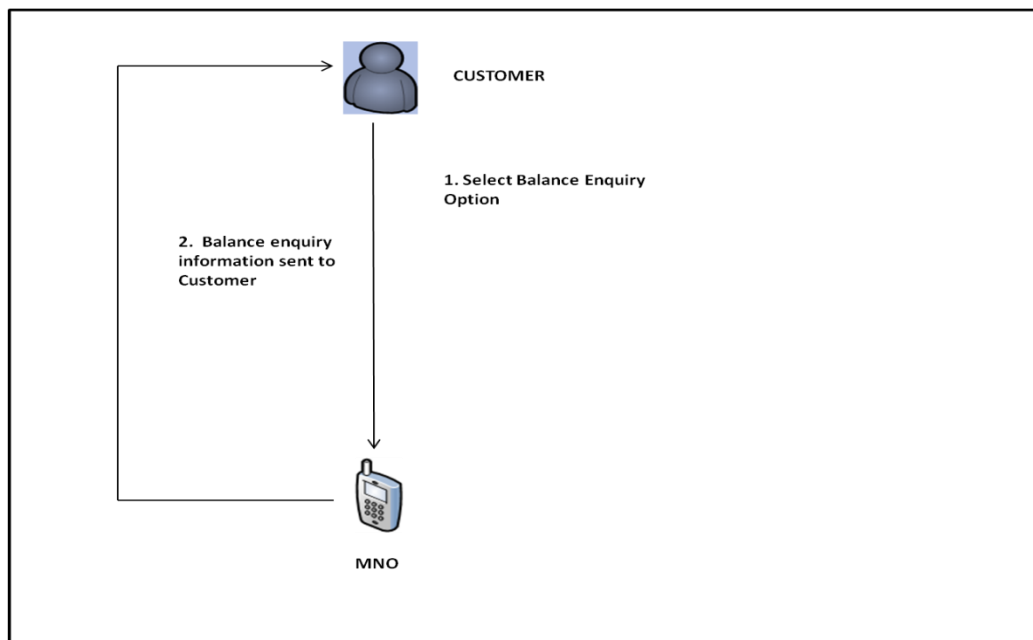 CUSTOMER
1. Select Balance Enquiry
Option
2. Balance enquiry
information sent to
Customer
MNO